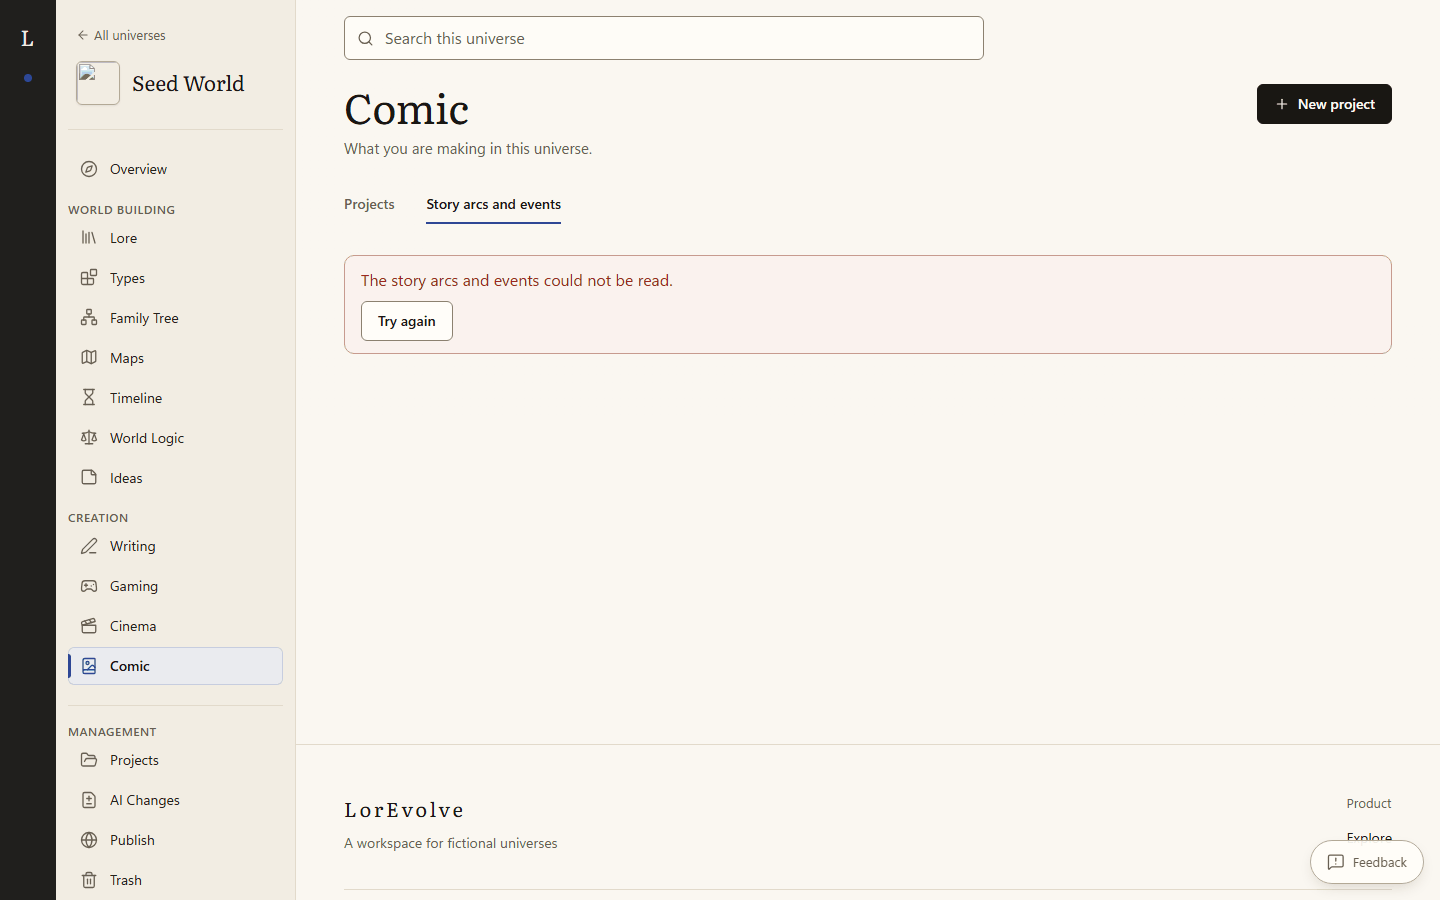 L
All universes
Seed World
Overview
WORLD BUILDING
Lore
Types
Family Tree
Maps
Timeline
World Logic
Ideas
CREATION
Writing
Gaming
Cinema
Comic
MANAGEMENT
Projects
AI Changes
Publish
Trash
Search this universe
Comic
New project
What you are making in this universe.
Projects
Story arcs and events
The story arcs and events could not be read.
Try again
LorEvolve
A workspace for fictional universes
Product
Explore
Feedback